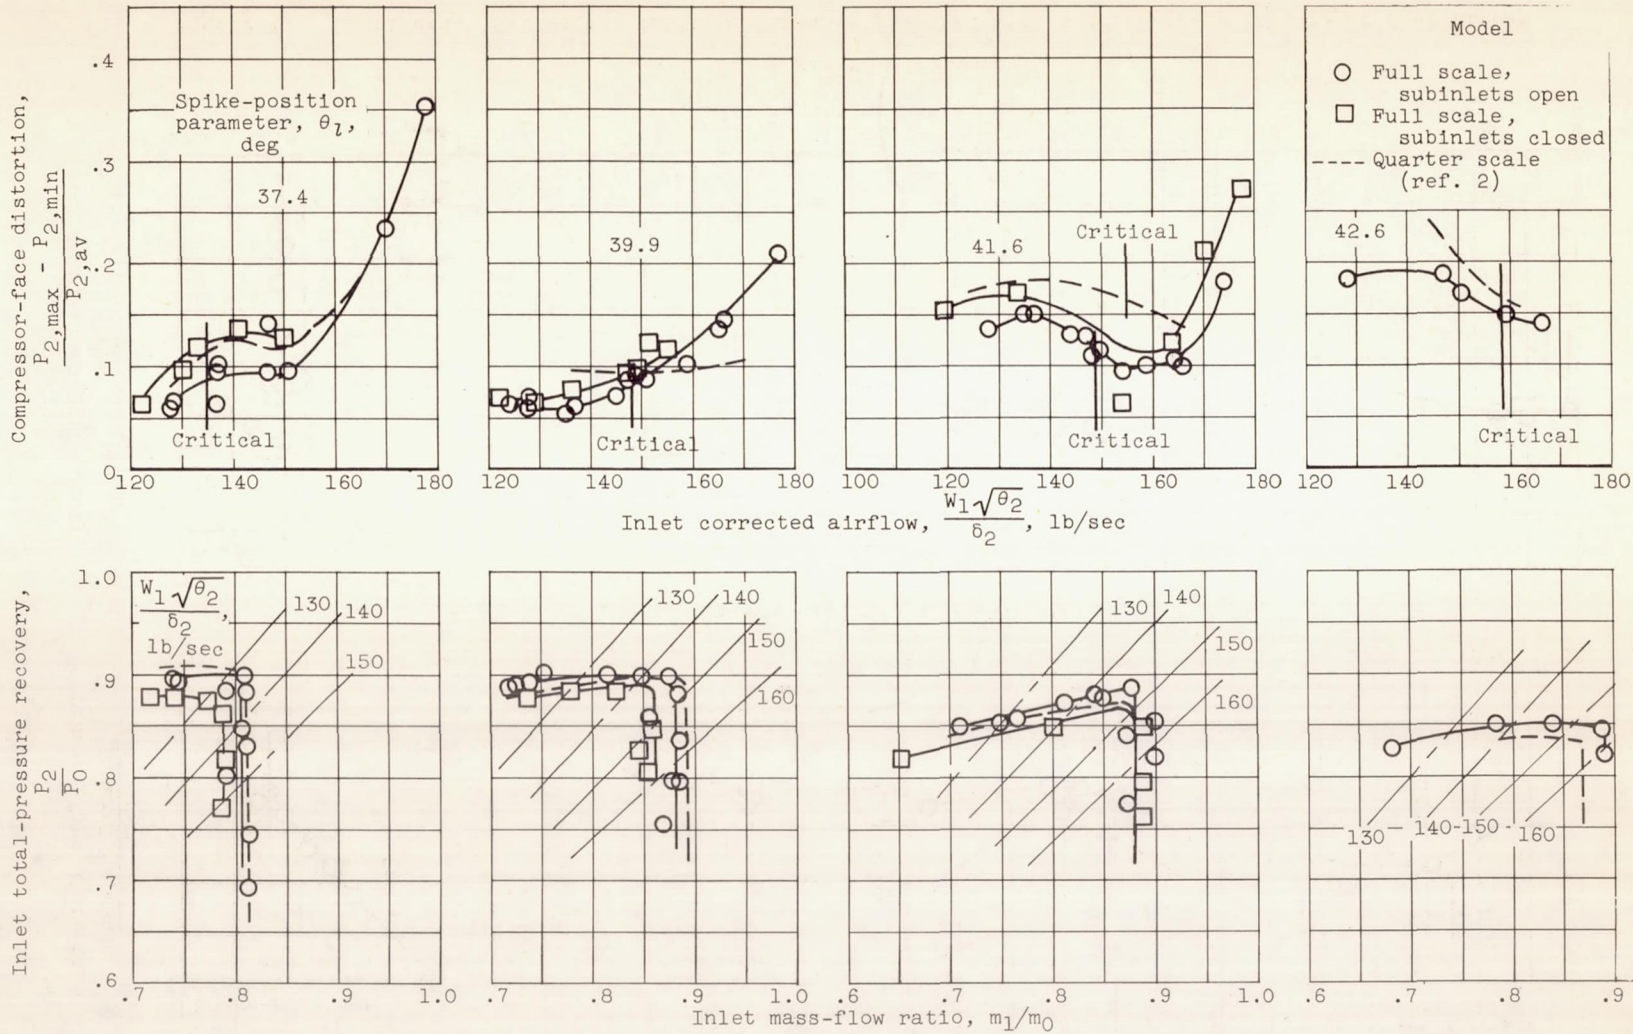 Compressor-face distortion,
P2,max - P2,min
P2,av
.4
.3
.2
.1
0
Spike-position
parameter, θl,
deg
37.4
Critical
120 140 160 180
39.9
Critical
120 140 160 180
41.6
Critical
Critical
100 120 140 160 180
Model
Full scale,
subinlets open
Full scale,
subinlets closed
Quarter scale
(ref. 2)
42.6
Critical
120 140 160 180
Inlet corrected airflow, W1√θ2/δ2, lb/sec
Inlet total-pressure recovery,
P2/P0
1.0
.9
.8
.7
.6
W1√θ2/δ2,
lb/sec
130
140
150
.7 .8 .9 1.0
130
140
150
160
.7 .8 .9 1.0
130
140
150
160
.6 .7 .8 .9 1.0
130 140 150 160
.6 .7 .8 .9
Inlet mass-flow ratio, m1/m0